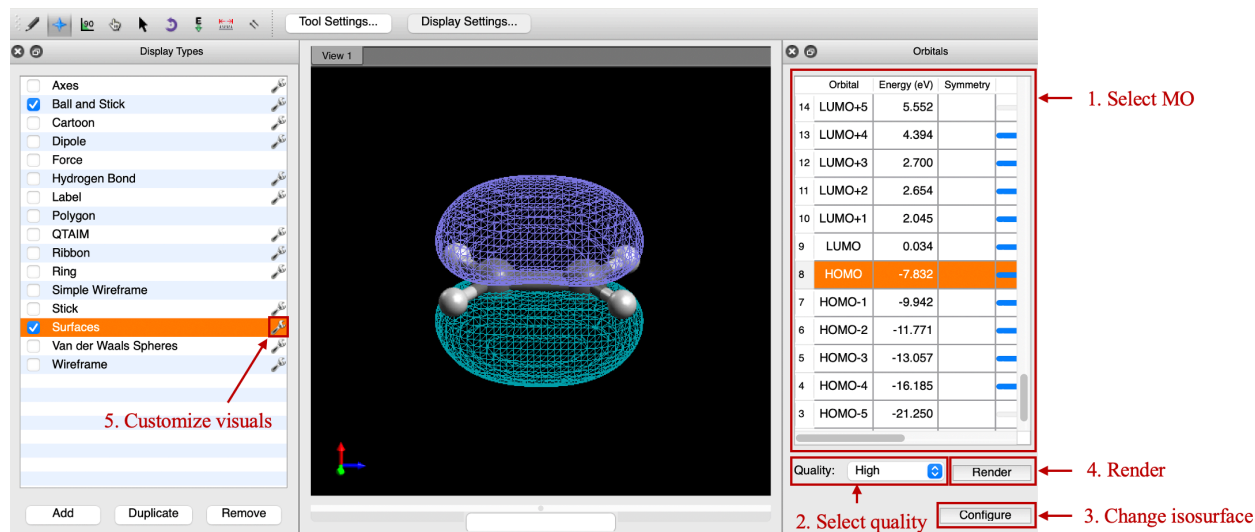 90
E
Tool Settings...
Display Settings...
Display Types
Axes
Ball and Stick
Cartoon
Dipole
Force
Hydrogen Bond
Label
Polygon
QTAIM
Ribbon
Ring
Simple Wireframe
Stick
Surfaces
Van der Waals Spheres
Wireframe
5. Customize visuals
Add Duplicate Remove
View 1
Orbitals
Orbital Energy (eV) Symmetry
14 LUMO+5 5.552
13 LUMO+4 4.394
12 LUMO+3 2.700
11 LUMO+2 2.654
10 LUMO+1 2.045
9 LUMO 0.034
8 HOMO -7.832
7 HOMO-1 -9.942
6 HOMO-2 -11.771
5 HOMO-3 -13.057
4 HOMO-4 -16.185
3 HOMO-5 -21.250
1. Select MO
Quality: High Render
4. Render
2. Select quality
Configure
3. Change isosurface